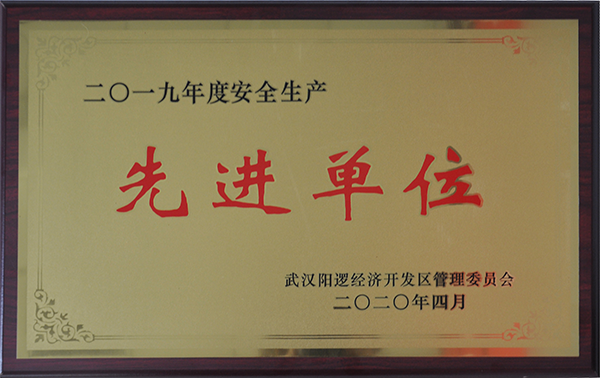 二〇一九年度安全生产
先进单位
武汉阳逻经济开发区管理委员会
二〇二〇年四月